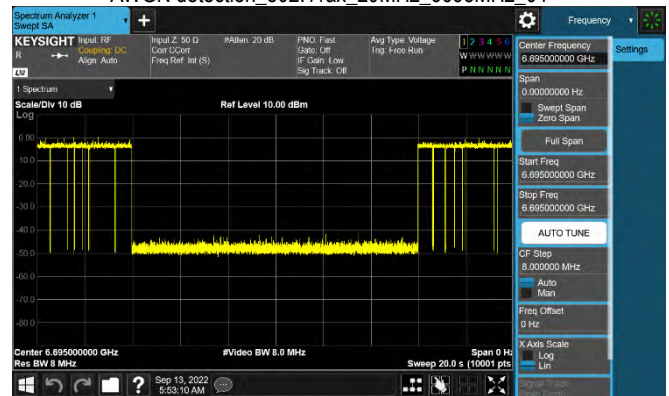 Spectrum Analyzer 1
Swept SA
+
Frequency
KEYSIGHT
Input: RF
Coupling: DC
Align: Auto
R
LXI
Input Z: 50 Ω
Corr CCorr
Freq Ref: Int (S)
#Atten: 20 dB
PNO: Fast
Gate: Off
IF Gain: Low
Sig Track: Off
Avg Type: Voltage
Trig: Free Run
1 2 3 4 5 6
W W W W W W
P N N N N N
Center Frequency
6.695000000 GHz
Settings
Span
0.00000000 Hz
Swept Span
Zero Span
Full Span
Start Freq
6.695000000 GHz
Stop Freq
6.695000000 GHz
AUTO TUNE
CF Step
8.000000 MHz
Auto
Man
Freq Offset
0 Hz
X Axis Scale
Log
Lin
1 Spectrum
Scale/Div 10 dB
Ref Level 10.00 dBm
Log
0.00
-10.0
-20.0
-30.0
-40.0
-50.0
-60.0
-70.0
-80.0
Center 6.695000000 GHz
#Video BW 8.0 MHz
Span 0 Hz
Res BW 8 MHz
Sweep 20.0 s (10001 pts
?
Sep 13, 2022
5:53:10 AM